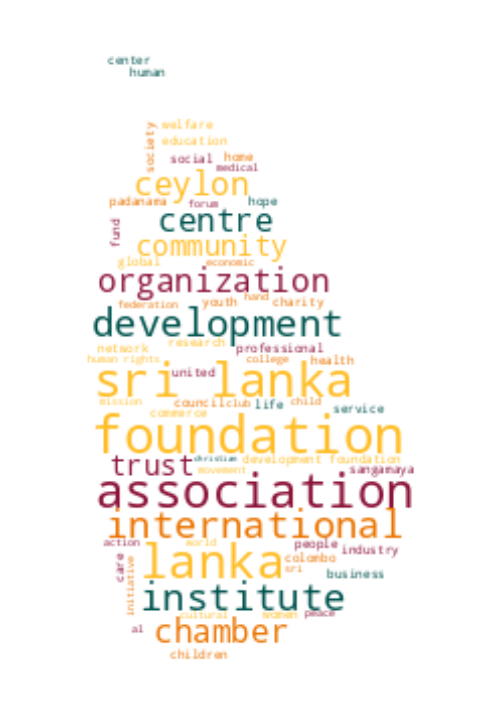 center
human
society welfare
education
social home
medical
ceylon
padanama forum hope
fund centre
community
global economic
organization
federation youth hand charity
development
research
network professional
human rights college health
sri lanka united
mission council club life child service
commerce
foundation
trust christian development foundation
movement sangamaya
association
international
action world people industry
care lanka colombo
sri business
initiative institute
cultural women peace
al chamber
children